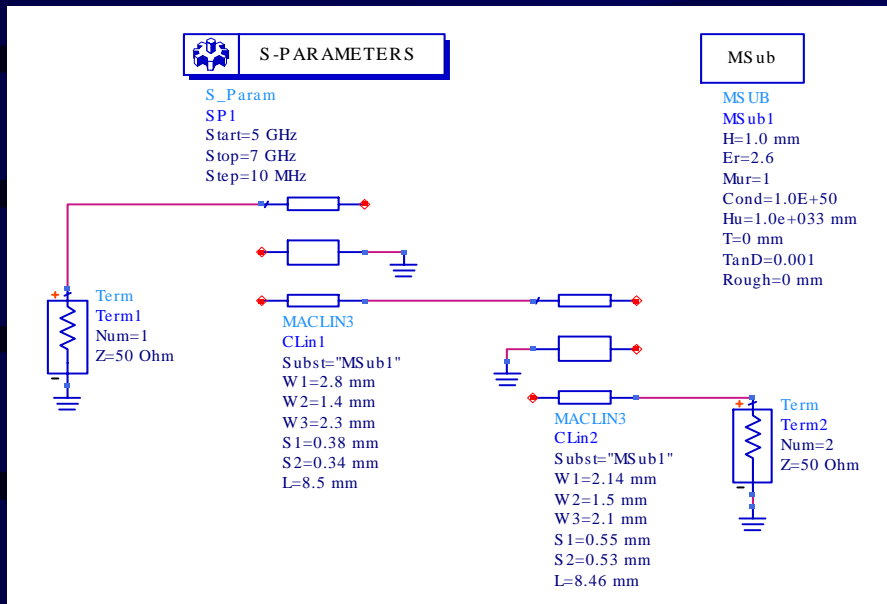 S-PARAMETERS
S_Param
SP1
Start=5 GHz
Stop=7 GHz
Step=10 MHz
MSub
MSUB
MSub1
H=1.0 mm
Er=2.6
Mur=1
Cond=1.0E+50
Hu=1.0e+033 mm
T=0 mm
TanD=0.001
Rough=0 mm
+
Term
Term1
Num=1
Z=50 Ohm
-
MACLIN3
CLin1
Subst="MSub1"
W1=2.8 mm
W2=1.4 mm
W3=2.3 mm
S1=0.38 mm
S2=0.34 mm
L=8.5 mm
MACLIN3
CLin2
Subst="MSub1"
W1=2.14 mm
W2=1.5 mm
W3=2.1 mm
S1=0.55 mm
S2=0.53 mm
L=8.46 mm
+
Term
Term2
Num=2
Z=50 Ohm
-